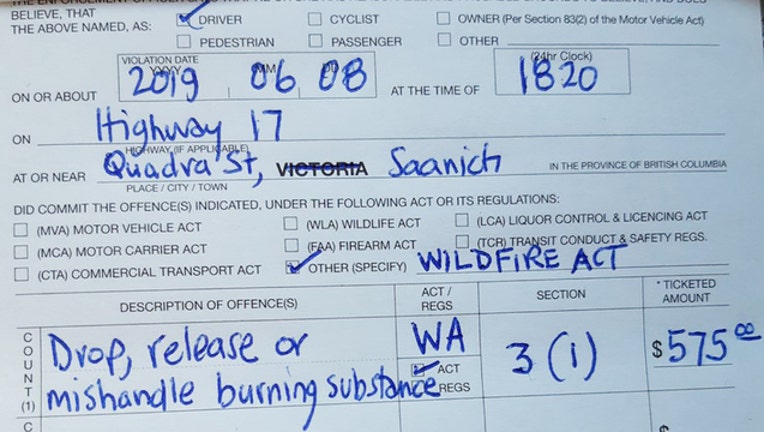 BELIEVE, THAT
THE ABOVE NAMED, AS:
DRIVER CYCLIST OWNER (Per Section 83(2) of the Motor Vehicle Act)
PEDESTRIAN PASSENGER OTHER
VIOLATION DATE (24hr Clock)
YYYY MM DD
ON OR ABOUT 2019 06 08 AT THE TIME OF 1820
ON Highway 17
HIGHWAY (IF APPLICABLE)
AT OR NEAR Quadra St, VICTORIA Saanich IN THE PROVINCE OF BRITISH COLUMBIA
PLACE / CITY / TOWN
DID COMMIT THE OFFENCE(S) INDICATED, UNDER THE FOLLOWING ACT OR ITS REGULATIONS:
(MVA) MOTOR VEHICLE ACT (WLA) WILDLIFE ACT (LCA) LIQUOR CONTROL & LICENCING ACT
(MCA) MOTOR CARRIER ACT (FAA) FIREARM ACT (TCR) TRANSIT CONDUCT & SAFETY REGS.
(CTA) COMMERCIAL TRANSPORT ACT OTHER (SPECIFY) WILDFIRE ACT
DESCRIPTION OF OFFENCE(S) ACT / REGS SECTION * TICKETED AMOUNT
COUNT (1) Drop, release or WA 3 (1) $575 00
mishandle burning substance ACT REGS
C $